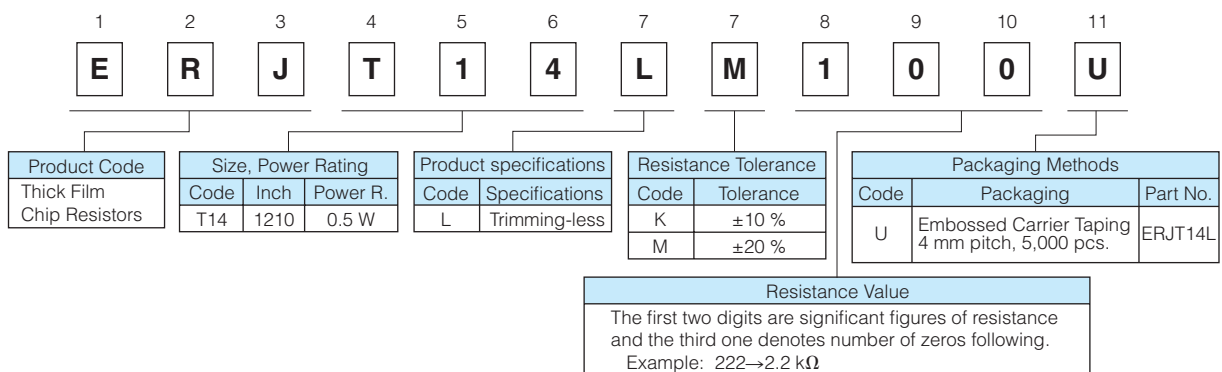 1 2 3 4 5 6 7 7 8 9 10 11
E R J T 1 4 L M 1 0 0 U
Product Code
Thick Film
Chip Resistors
Size, Power Rating
Code Inch Power R.
T14 1210 0.5 W
Product specifications
Code Specifications
L Trimming-less
Resistance Tolerance
Code Tolerance
K ±10 %
M ±20 %
Packaging Methods
Code Packaging Part No.
U Embossed Carrier Taping ERJT14L
4 mm pitch, 5,000 pcs.
Resistance Value
The first two digits are significant figures of resistance
and the third one denotes number of zeros following.
Example: 222→2.2 kΩ